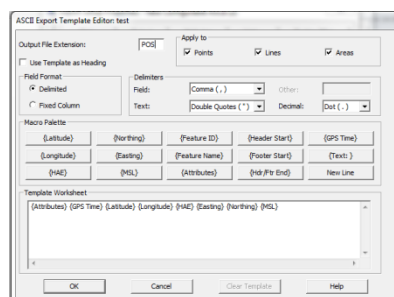 ASCII Export Template Editor: test
Output File Extension: POS
Use Template as Heading
Apply to
Points Lines Areas
Field Format
Delimited
Fixed Column
Delimiters
Field: Comma ( , ) Other:
Text: Double Quotes ( " ) Decimal: Dot ( . )
Macro Palette
{Latitude} {Northing} {Feature ID} {Header Start} {GPS Time}
{Longitude} {Easting} {Feature Name} {Footer Start} {Text: }
{HAE} {MSL} {Attributes} {Hdr/Ftr End} New Line
Template Worksheet
{Attributes} {GPS Time} {Latitude} {Longitude} {HAE} {Easting} {Northing} {MSL}
OK Cancel Clear Template Help